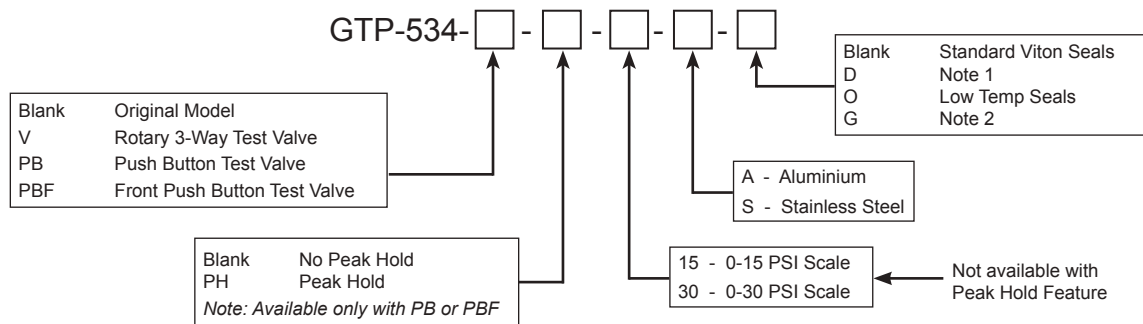 GTP-534- - - - -
Blank Original Model
V Rotary 3-Way Test Valve
PB Push Button Test Valve
PBF Front Push Button Test Valve
Blank No Peak Hold
PH Peak Hold
Note: Available only with PB or PBF
15 - 0-15 PSI Scale
30 - 0-30 PSI Scale
Not available with
Peak Hold Feature
A - Aluminium
S - Stainless Steel
Blank Standard Viton Seals
D Note 1
O Low Temp Seals
G Note 2